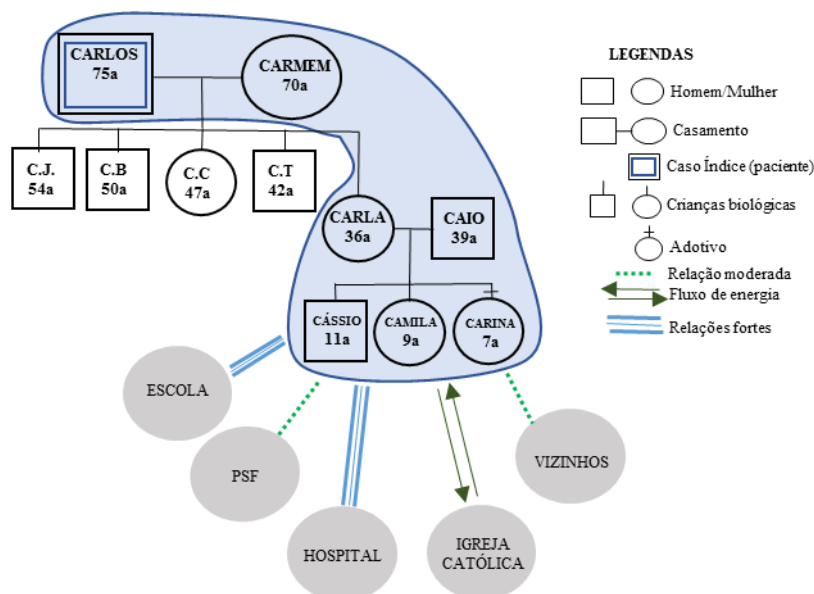 CARLOS
75a
CARMEM
70a
C.J.
54a
C.B
50a
C.C
47a
C.T
42a
CARLA
36a
CAIO
39a
CÁSSIO
11a
CAMILA
9a
CARINA
7a
ESCOLA
PSF
HOSPITAL
IGREJA
CATÓLICA
VIZINHOS
LEGENDAS
Homem/Mulher
Casamento
Caso Índice (paciente)
Crianças biológicas
Adotivo
Relação moderada
Fluxo de energia
Relações fortes